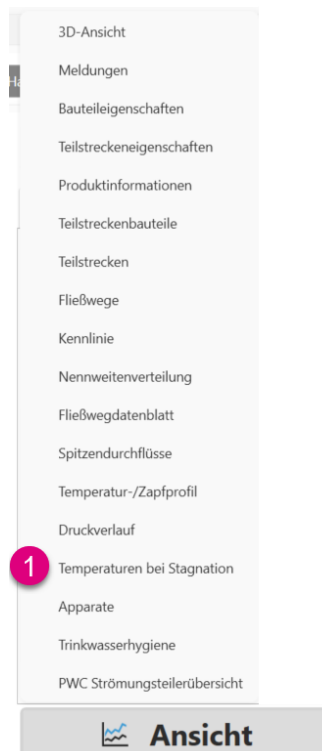 3D-Ansicht
Meldungen
Ha
Bauteileigenschaften
Teilstreckeneigenschaften
Produktinformationen
Teilstreckenbauteile
Teilstrecken
Fließwege
Kennlinie
Nennweitenverteilung
Fließwegdatenblatt
Spitzendurchflüsse
Temperatur-/Zapfprofil
Druckverlauf
1 Temperaturen bei Stagnation
Apparate
Trinkwasserhygiene
PWC Strömungsteilerübersicht
Ansicht